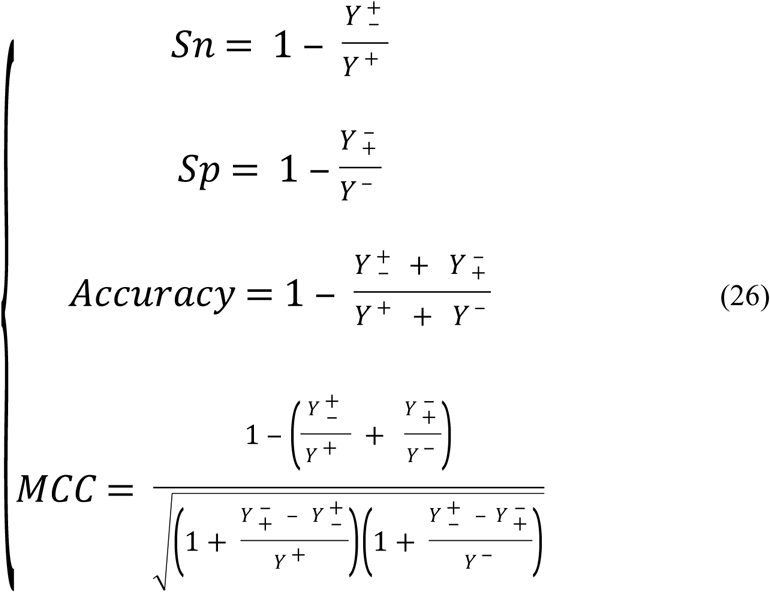 Sn = 1 − Y⁺₋ / Y⁺
Sp = 1 − Y⁻₊ / Y⁻
Accuracy = 1 − (Y⁺₋ + Y⁻₊) / (Y⁺ + Y⁻) (26)
MCC = (1 − (Y⁺₋ / Y⁺ + Y⁻₊ / Y⁻)) / √((1 + (Y⁻₊ − Y⁺₋) / Y⁺)(1 + (Y⁺₋ − Y⁻₊) / Y⁻))